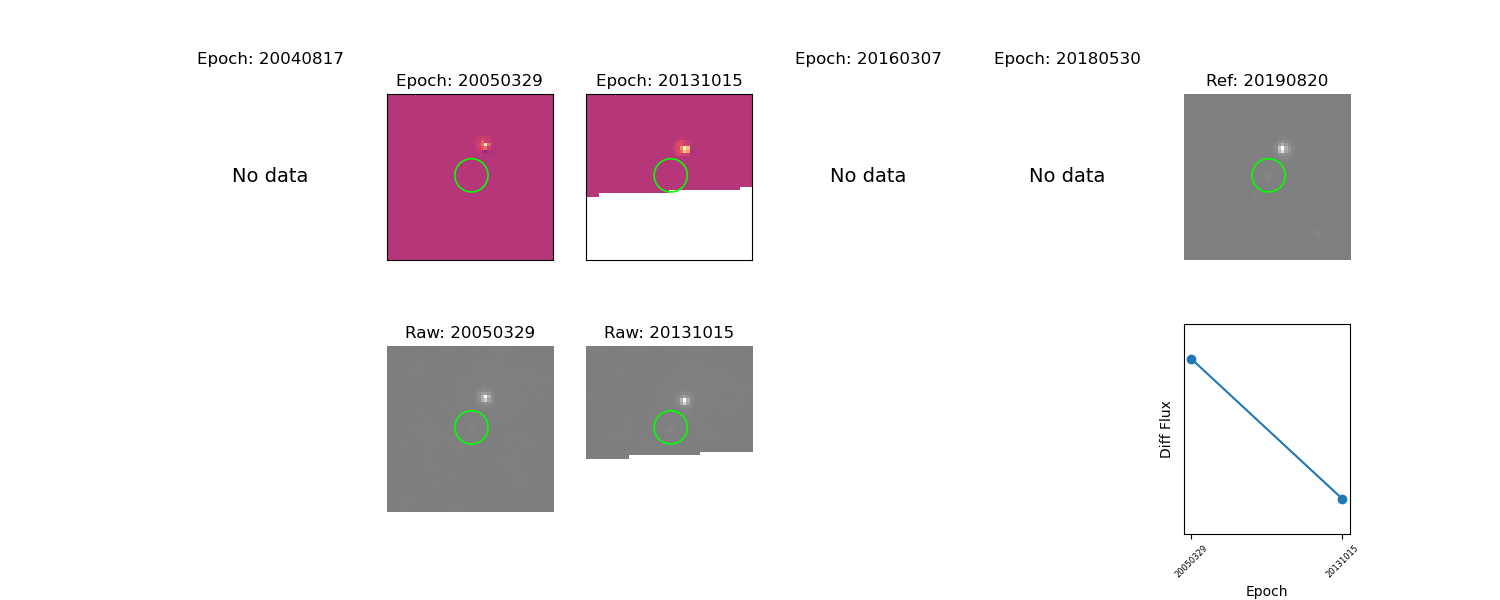 Epoch: 20040817
No data
Epoch: 20050329
Epoch: 20131015
Epoch: 20160307
No data
Epoch: 20180530
No data
Ref: 20190820
Raw: 20050329
Raw: 20131015
Diff Flux
20050329
20131015
Epoch